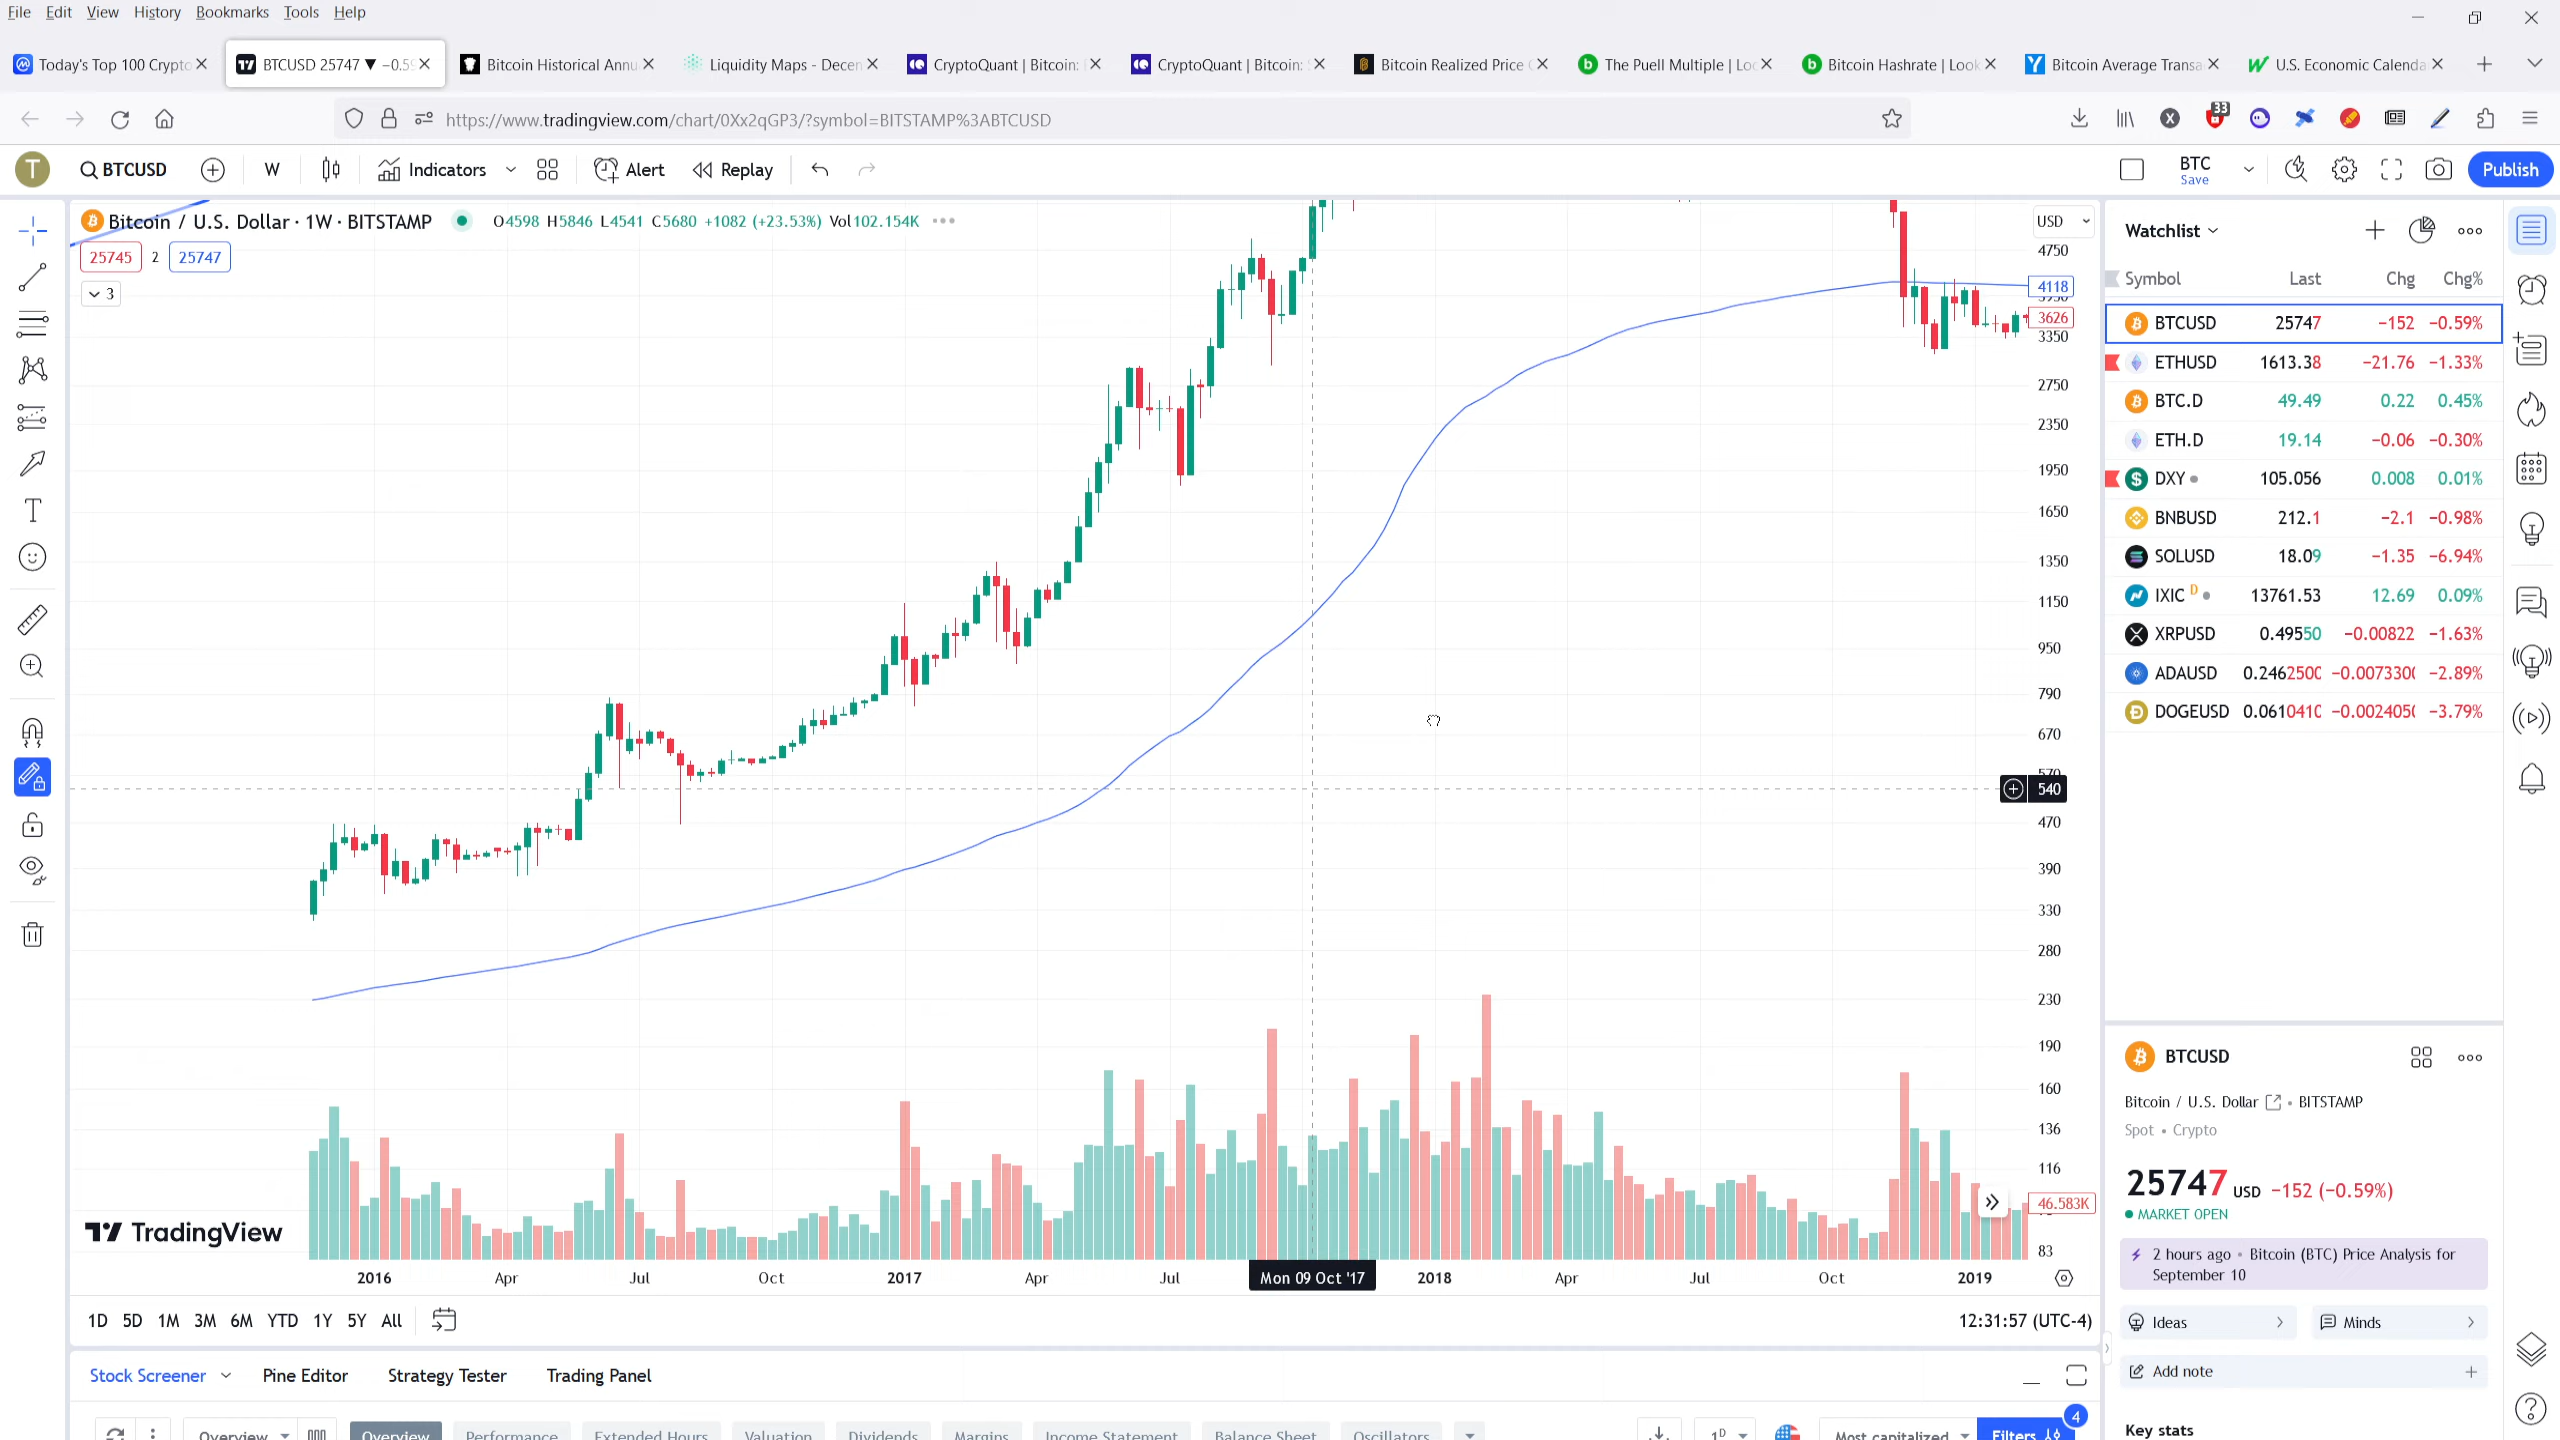 File Edit View History Bookmarks Tools Help
Today's Top 100 Crypto
BTCUSD 25747 ▼ −0.59
Bitcoin Historical Annu
Liquidity Maps - Decen
CryptoQuant | Bitcoin:
CryptoQuant | Bitcoin:
Bitcoin Realized Price
The Puell Multiple | Loo
Bitcoin Hashrate | Look
Bitcoin Average Transa
U.S. Economic Calenda
https://www.tradingview.com/chart/0Xx2qGP3/?symbol=BITSTAMP%3ABTCUSD
33
T BTCUSD W Indicators Alert Replay BTC Save Publish
Bitcoin / U.S. Dollar · 1W · BITSTAMP O4598 H5846 L4541 C5680 +1082 (+23.53%) Vol102.154K
25745 2 25747
3
USD
4750
4118
3626
3350
2750
2350
1950
1650
1350
1150
950
790
670
570
540
470
390
330
280
230
190
160
136
116
46.583K
83
TradingView
2016 Apr Jul Oct 2017 Apr Jul Mon 09 Oct '17 2018 Apr Jul Oct 2019
1D 5D 1M 3M 6M YTD 1Y 5Y All 12:31:57 (UTC-4)
Stock Screener Pine Editor Strategy Tester Trading Panel
Overview Overview Performance Extended Hours Valuation Dividends Margins Income Statement Balance Sheet Oscillators 1D Most capitalized Filters 4
Watchlist
Symbol Last Chg Chg%
BTCUSD 25747 −152 −0.59%
ETHUSD 1613.38 −21.76 −1.33%
BTC.D 49.49 0.22 0.45%
ETH.D 19.14 −0.06 −0.30%
DXY 105.056 0.008 0.01%
BNBUSD 212.1 −2.1 −0.98%
SOLUSD 18.09 −1.35 −6.94%
IXIC D 13761.53 12.69 0.09%
XRPUSD 0.49550 −0.00822 −1.63%
ADAUSD 0.2462500 −0.0073300 −2.89%
DOGEUSD 0.0610410 −0.0024050 −3.79%
BTCUSD
Bitcoin / U.S. Dollar • BITSTAMP
Spot • Crypto
25747 USD −152 (−0.59%)
MARKET OPEN
2 hours ago • Bitcoin (BTC) Price Analysis for
September 10
Ideas Minds
Add note
Key stats